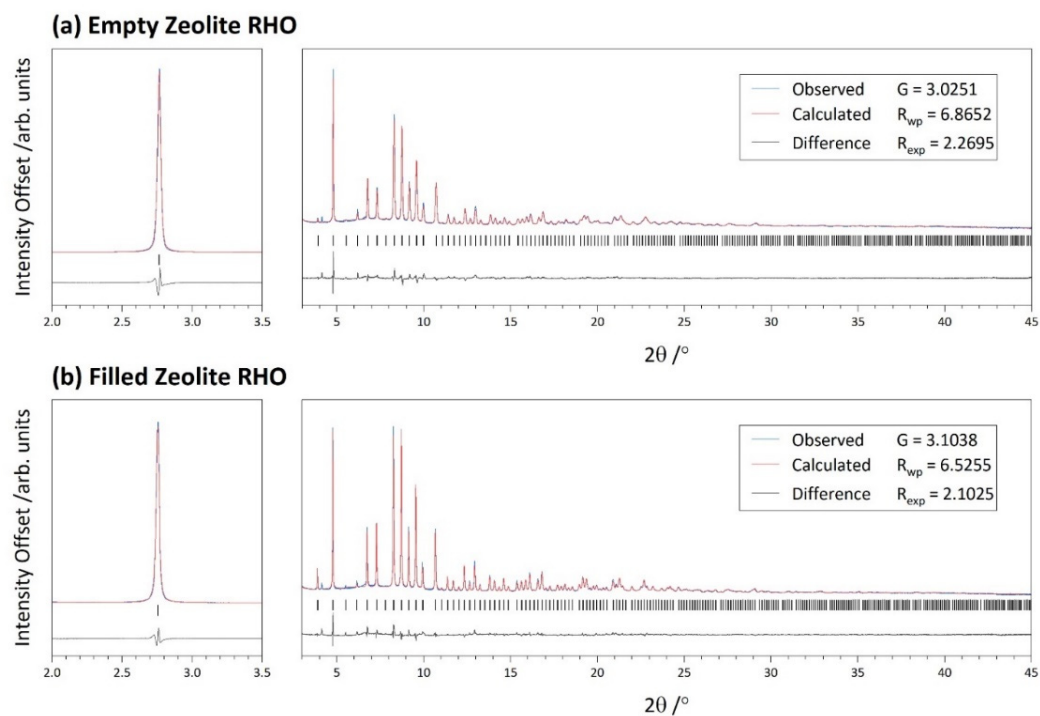 (a) Empty Zeolite RHO
Intensity Offset /arb. units
Observed G = 3.0251
Calculated Rwp = 6.8652
Difference Rexp = 2.2695
2.0 2.5 3.0 3.5 5 10 15 20 25 30 35 40 45
2θ /°
(b) Filled Zeolite RHO
Intensity Offset /arb. units
Observed G = 3.1038
Calculated Rwp = 6.5255
Difference Rexp = 2.1025
2.0 2.5 3.0 3.5 5 10 15 20 25 30 35 40 45
2θ /°